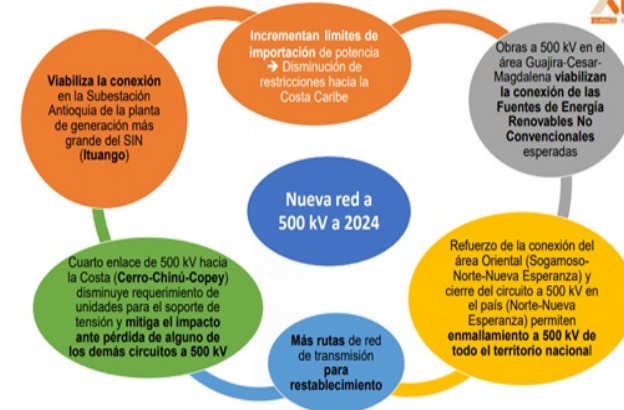 Incrementan limites de
importación de potencia
➔ Disminución de
restricciones hacia la
Costa Caribe
Obras a 500 kV en el
área Guajira-Cesar-
Magdalena viabilizan
la conexión de las
Fuentes de Energía
Renovables No
Convencionales
esperadas
Refuerzo de la conexión del
área Oriental (Sogamoso-
Norte-Nueva Esperanza) y
cierre del circuito a 500 kV en
el país (Norte-Nueva
Esperanza) permiten
enmallamiento a 500 kV de
todo el territorio nacional
Más rutas de red
de transmisión
para
restablecimiento
Cuarto enlace de 500 kV hacia
la Costa (Cerro-Chinú-Copey)
disminuye requerimiento de
unidades para el soporte de
tensión y mitiga el impacto
ante pérdida de alguno de
los demás circuitos a 500 kV
Viabiliza la conexión
en la Subestación
Antioquia de la planta
de generación más
grande del SIN
(Ituango)
Nueva red a
500 kV a 2024